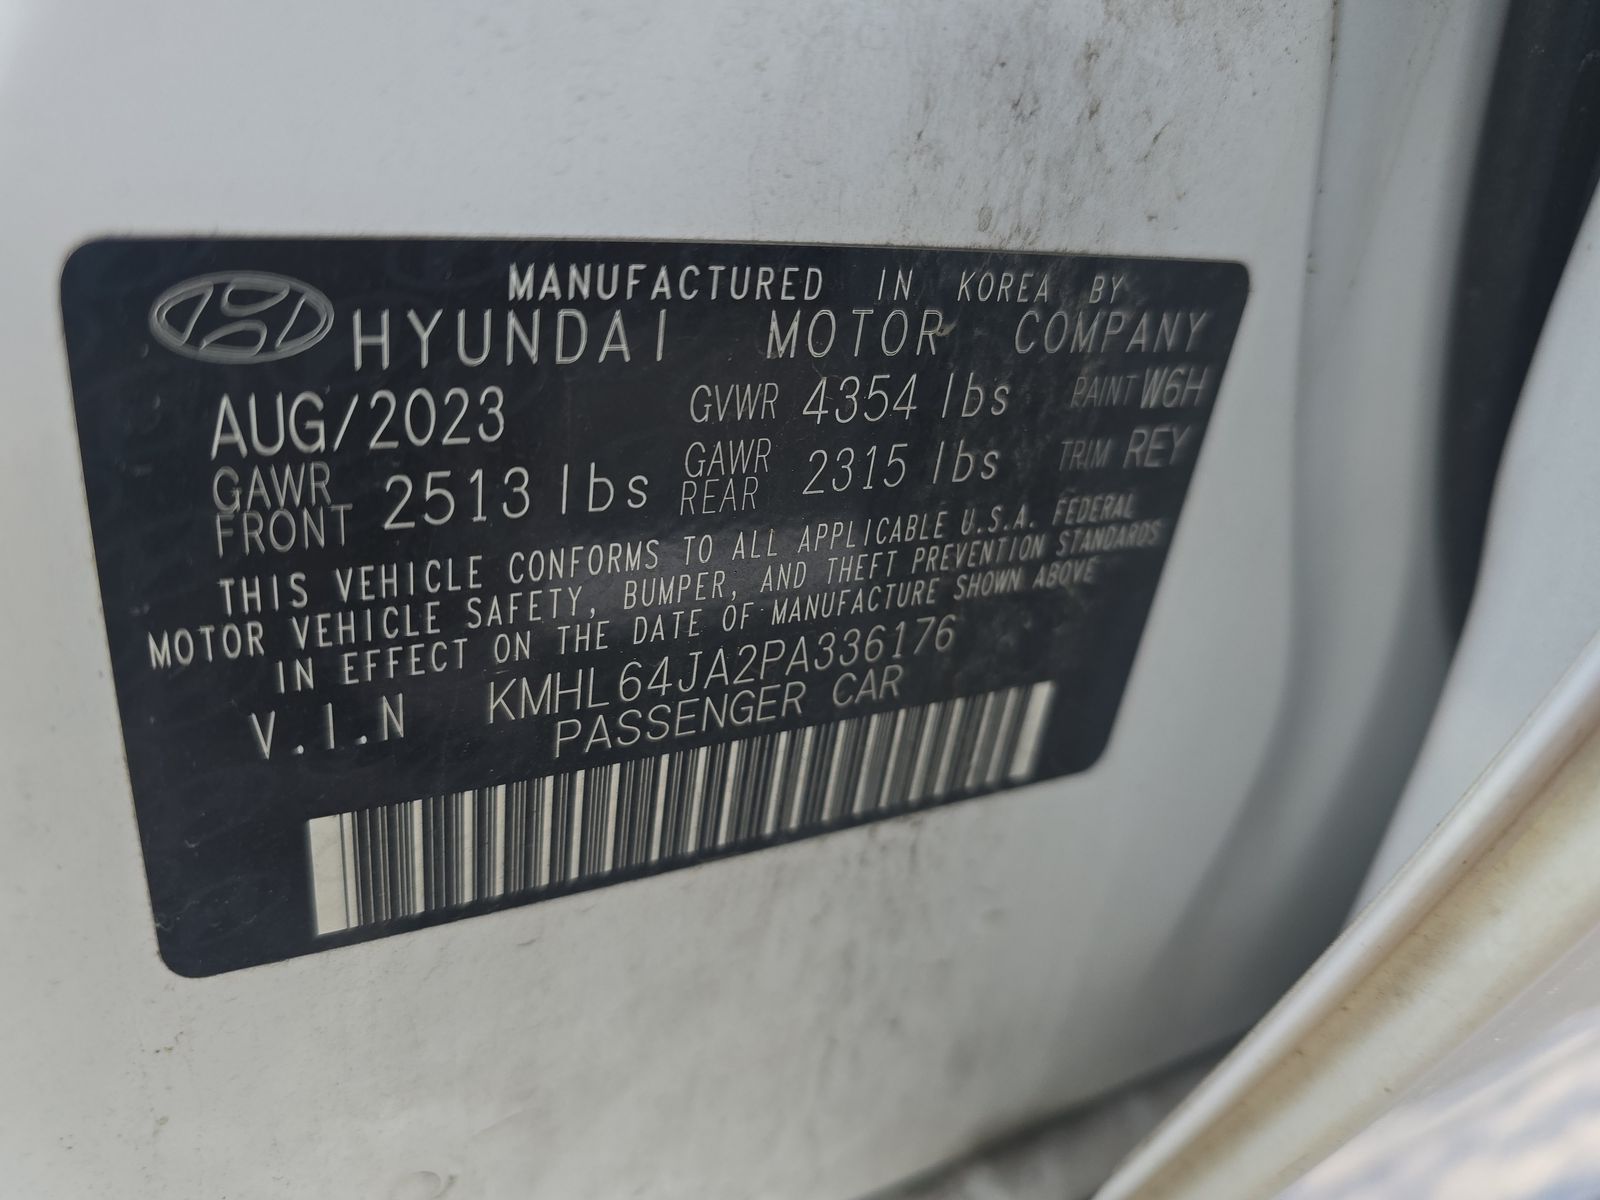 MANUFACTURED IN KOREA BY
HYUNDAI MOTOR COMPANY
AUG/2023 GVWR 4354 lbs PAINT W6H
GAWR FRONT 2513 lbs GAWR REAR 2315 lbs TRIM REY
THIS VEHICLE CONFORMS TO ALL APPLICABLE U.S.A. FEDERAL
MOTOR VEHICLE SAFETY, BUMPER, AND THEFT PREVENTION STANDARDS
IN EFFECT ON THE DATE OF MANUFACTURE SHOWN ABOVE
V.I.N KMHL64JA2PA336176
PASSENGER CAR